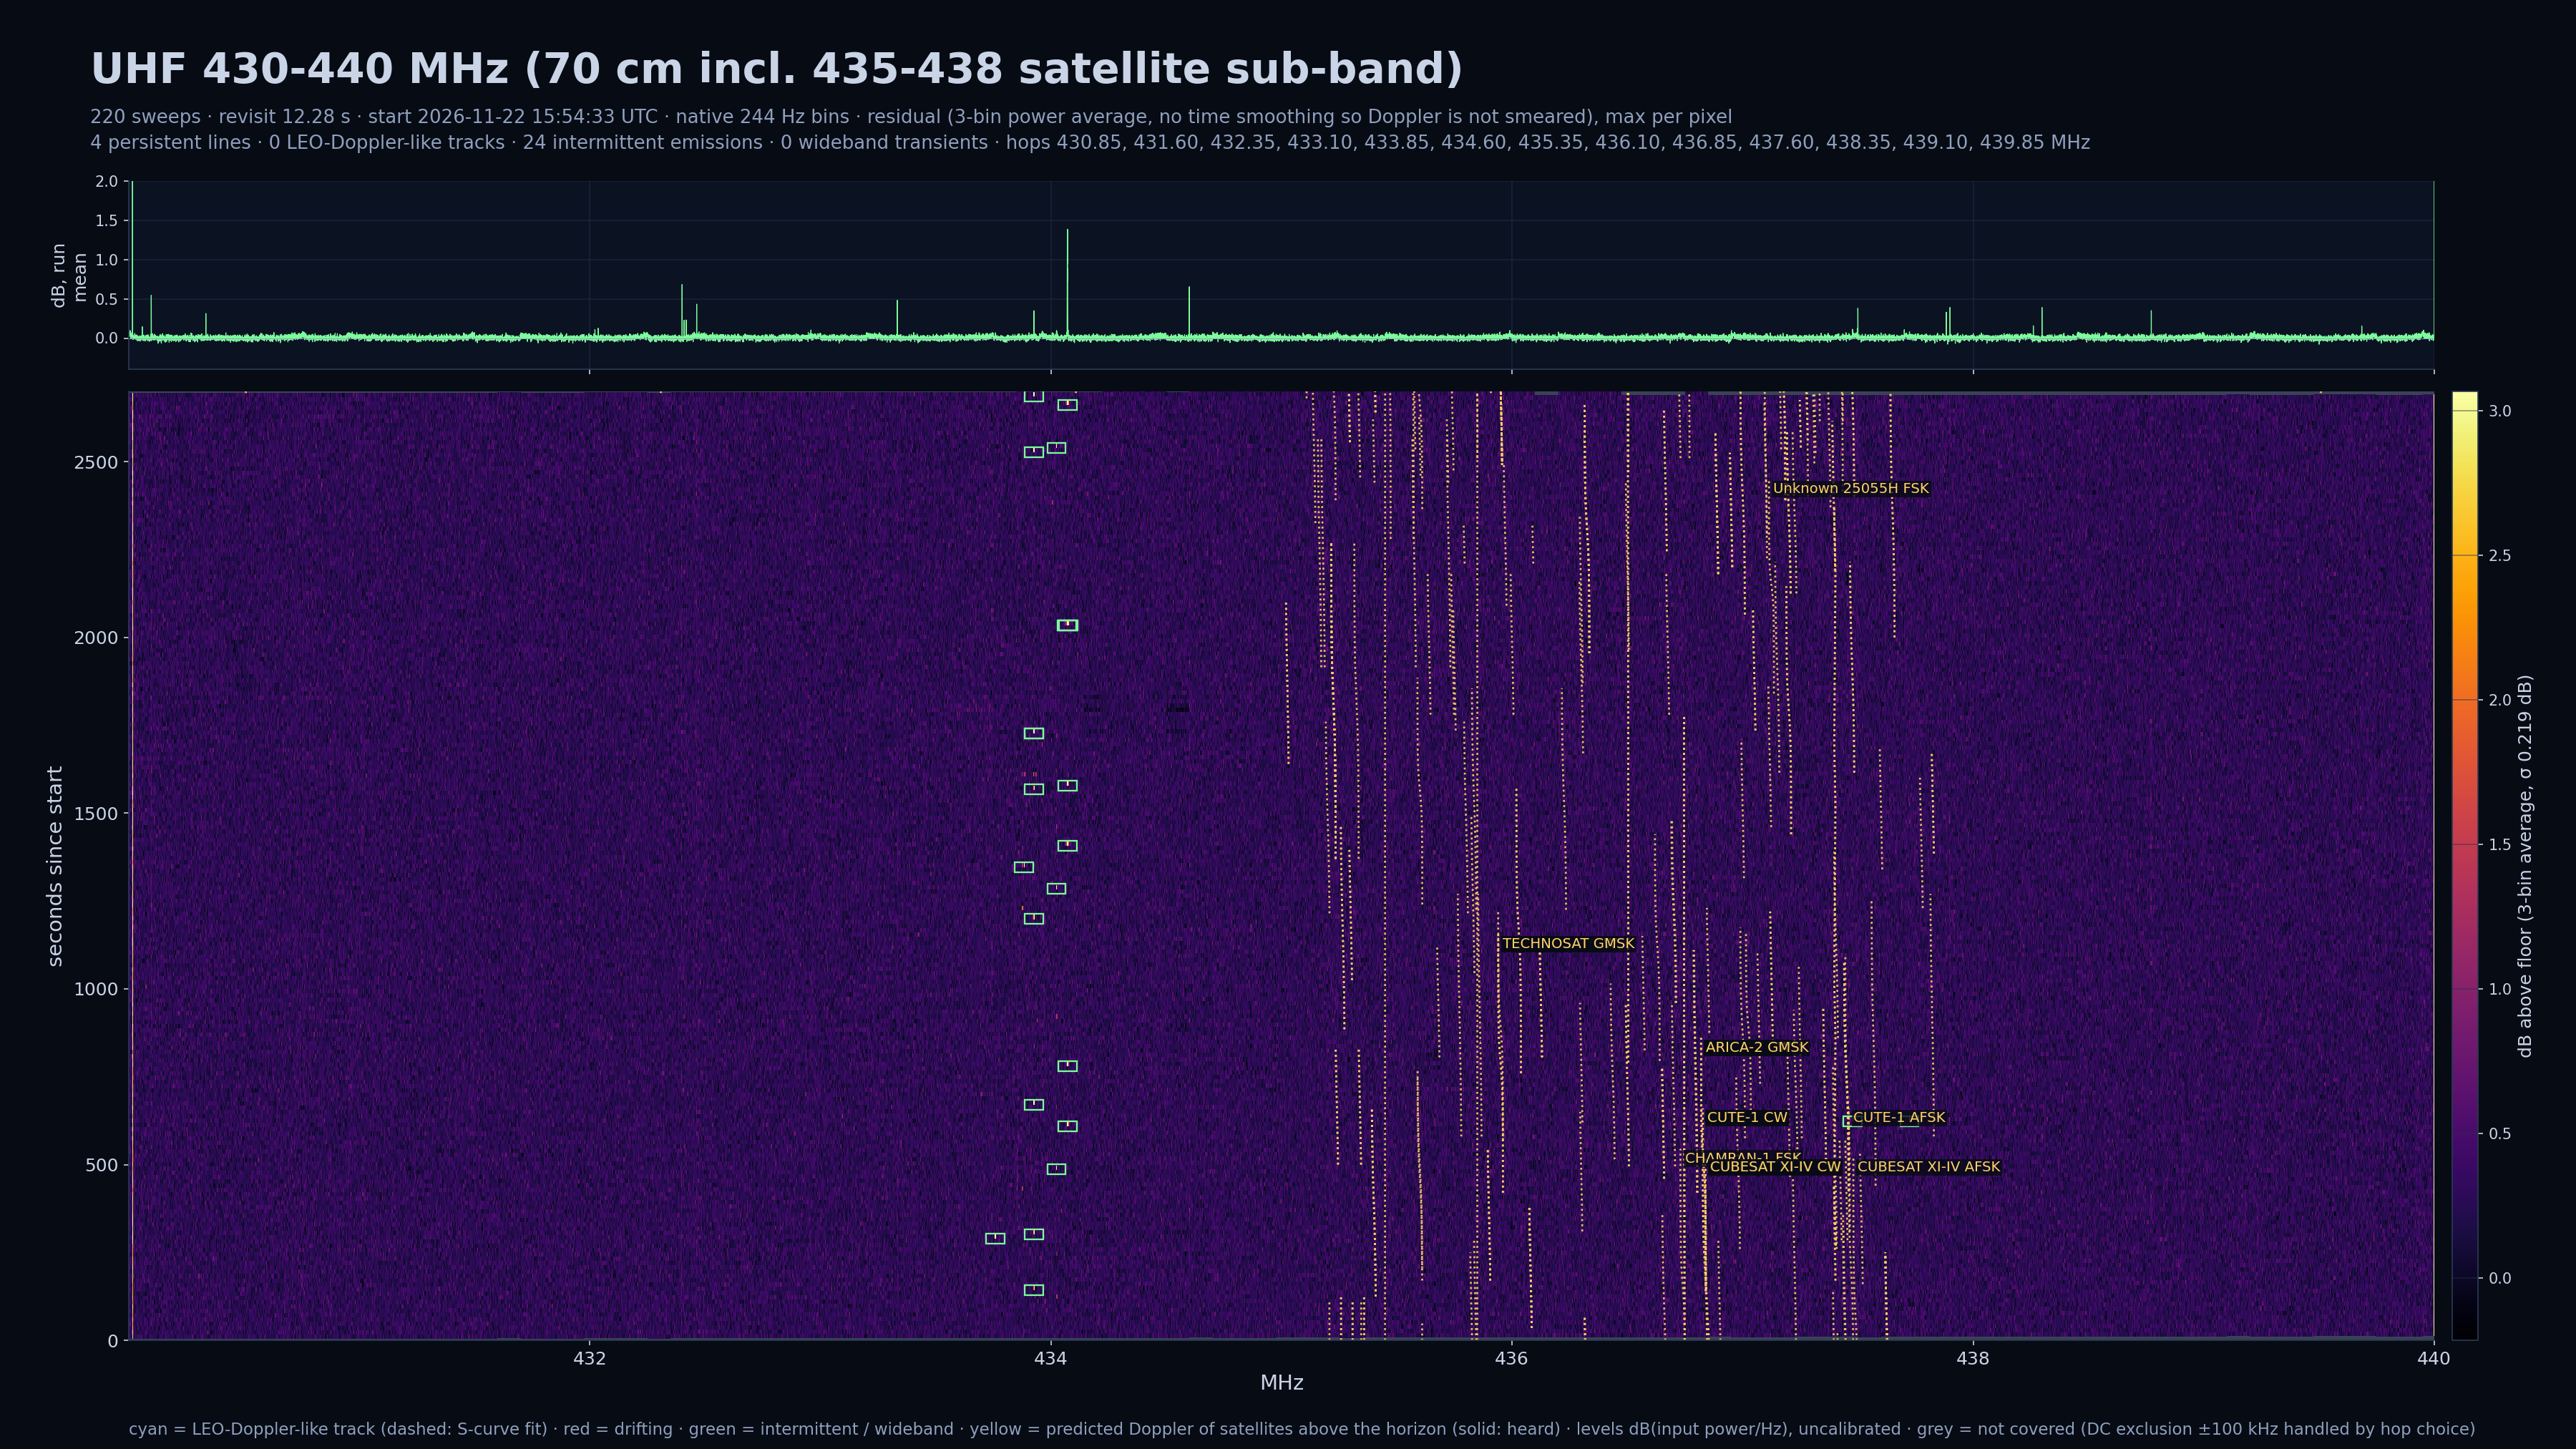 UHF 430-440 MHz (70 cm incl. 435-438 satellite sub-band)
220 sweeps · revisit 12.28 s · start 2026-11-22 15:54:33 UTC · native 244 Hz bins · residual (3-bin power average, no time smoothing so Doppler is not smeared), max per pixel
4 persistent lines · 0 LEO-Doppler-like tracks · 24 intermittent emissions · 0 wideband transients · hops 430.85, 431.60, 432.35, 433.10, 433.85, 434.60, 435.35, 436.10, 436.85, 437.60, 438.35, 439.10, 439.85 MHz
dB, run
mean
2.0
1.5
1.0
0.5
0.0
seconds since start
2500
2000
1500
1000
500
0
Unknown 25055H FSK
TECHNOSAT GMSK
ARICA-2 GMSK
CUTE-1 CW
CUTE-1 AFSK
CHAMRAN-1 FSK
CUBESAT XI-IV CW
CUBESAT XI-IV AFSK
432
434
436
438
440
MHz
3.0
2.5
2.0
1.5
1.0
0.5
0.0
dB above floor (3-bin average, σ 0.219 dB)
cyan = LEO-Doppler-like track (dashed: S-curve fit) · red = drifting · green = intermittent / wideband · yellow = predicted Doppler of satellites above the horizon (solid: heard) · levels dB(input power/Hz), uncalibrated · grey = not covered (DC exclusion ±100 kHz handled by hop choice)